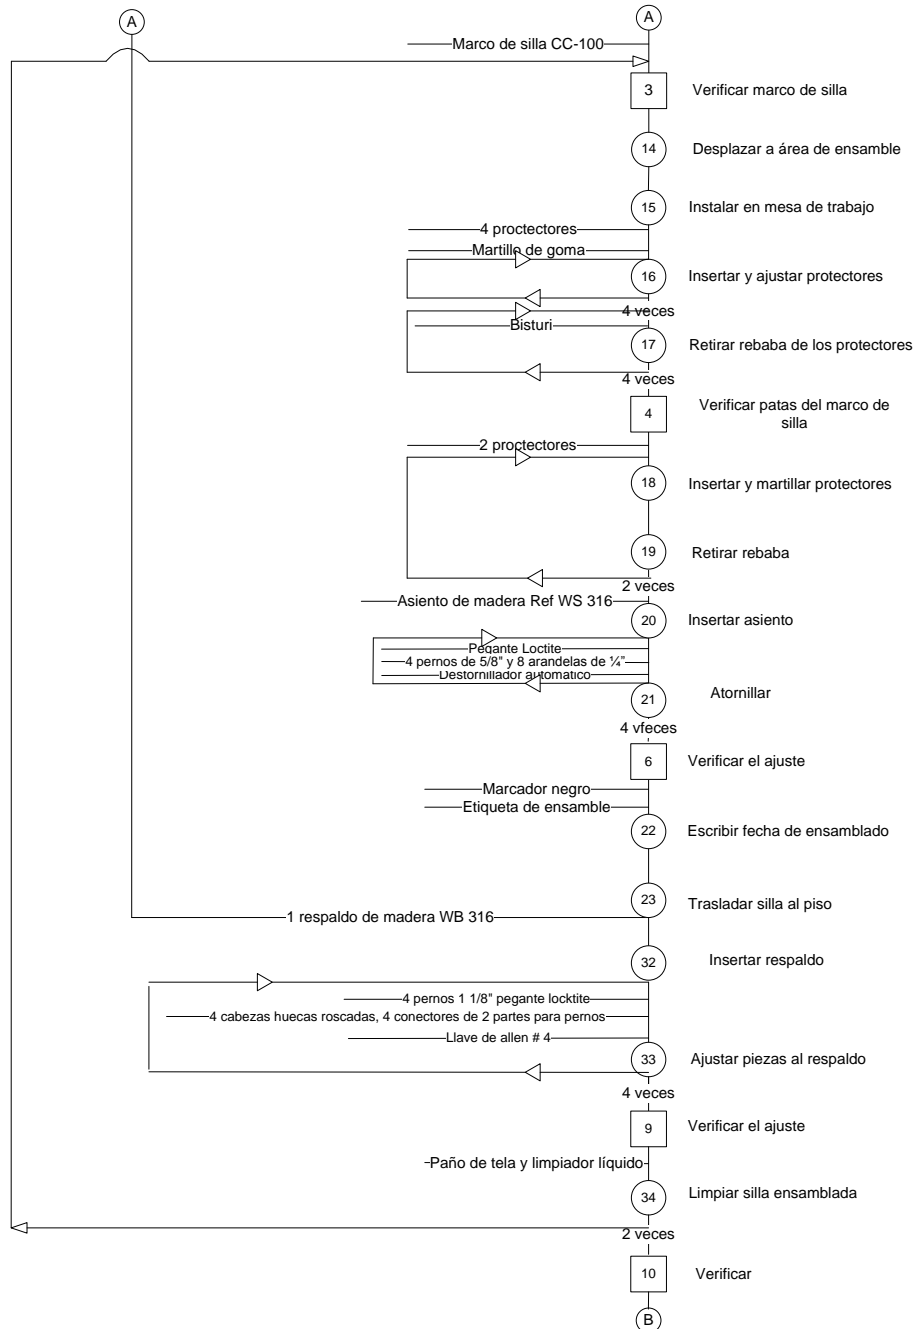 A
A
Marco de silla CC-100
3
Verificar marco de silla
14
Desplazar a área de ensamble
15
Instalar en mesa de trabajo
4 proctectores
Martillo de goma
16
Insertar y ajustar protectores
4 veces
Bisturi
17
Retirar rebaba de los protectores
4 veces
4
Verificar patas del marco de
silla
2 proctectores
18
Insertar y martillar protectores
19
Retirar rebaba
2 veces
Asiento de madera Ref WS 316
20
Insertar asiento
Pegante Loctite
4 pernos de 5/8" y 8 arandelas de ¼"
Destornillador automatico
21
Atornillar
4 vfeces
6
Verificar el ajuste
Marcador negro
Etiqueta de ensamble
22
Escribir fecha de ensamblado
23
Trasladar silla al piso
1 respaldo de madera WB 316
32
Insertar respaldo
4 pernos 1 1/8" pegante locktite
4 cabezas huecas roscadas, 4 conectores de 2 partes para pernos
Llave de allen # 4
33
Ajustar piezas al respaldo
4 veces
9
Verificar el ajuste
Paño de tela y limpiador líquido
34
Limpiar silla ensamblada
2 veces
10
Verificar
B